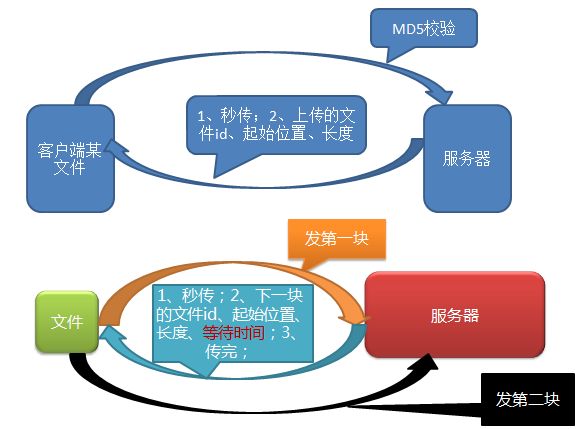 MD5校验
1、秒传；2、上传的文
件id、起始位置、长度
客户端某
文件
服务器
发第一块
1、秒传；2、下一块
的文件id、起始位置、
长度、等待时间；3、
传完；
文件
服务器
发第二块